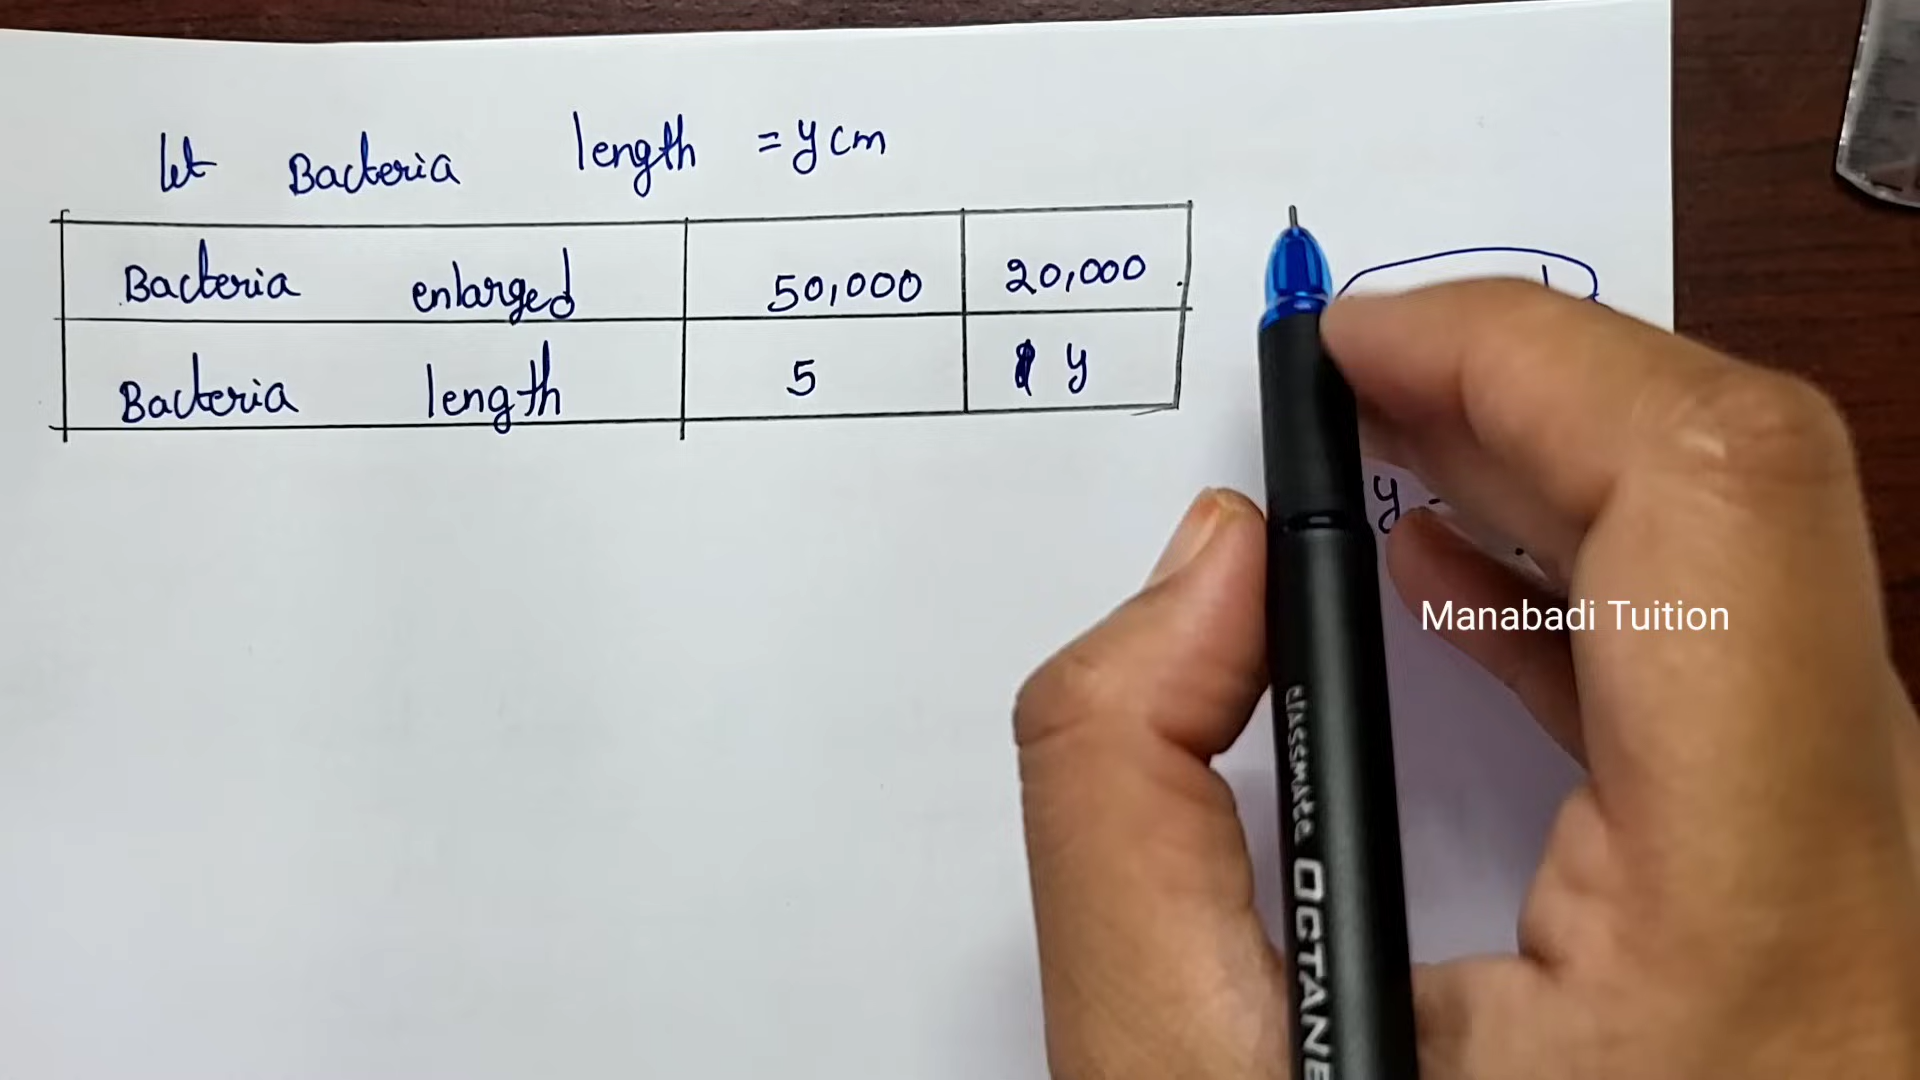 let Bacteria length = y cm
Bacteria enlarged 50,000 20,000
Bacteria length 5 y
y
Manabadi Tuition
classmate OCTANE